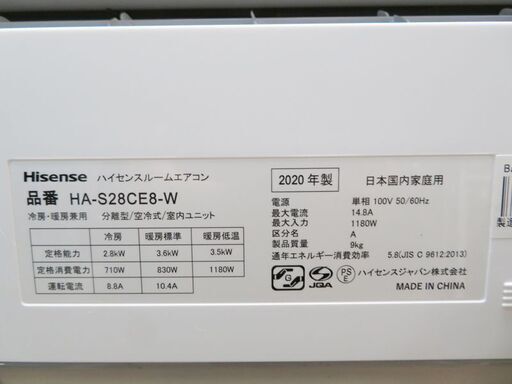 Hisense ハイセンスルームエアコン
品番 HA-S28CE8-W
冷房・暖房兼用 分離型/空冷式/室内ユニット
冷房 暖房標準 暖房低温
定格能力 2.8kW 3.6kW 3.5kW
定格消費電力 710W 830W 1180W
運転電流 8.8A 10.4A
2020 年製 日本国内家庭用
電源 単相 100V 50/60Hz
最大電流 14.8A
最大入力 1180W
区分名 A
製品質量 9kg
通年エネルギー消費効率 5.8(JIS C 9612:2013)
JQA
PS
E
ハイセンスジャパン株式会社
MADE IN CHINA
製造